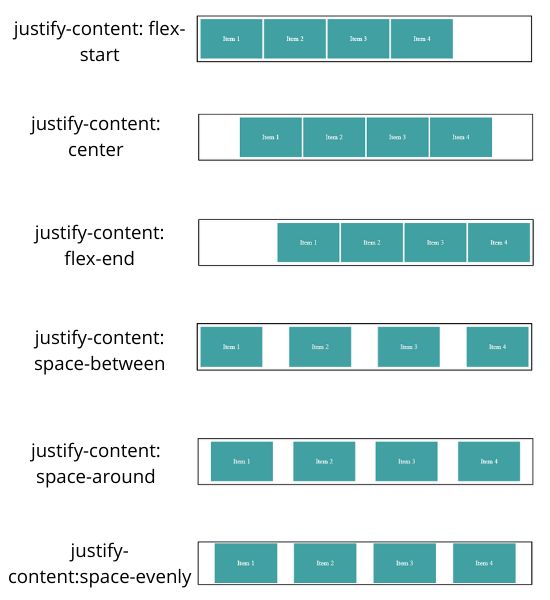 justify-content: flex-
start
Item 1 Item 2 Item 3 Item 4
justify-content:
center
Item 1 Item 2 Item 3 Item 4
justify-content:
flex-end
Item 1 Item 2 Item 3 Item 4
justify-content:
space-between
Item 1 Item 2 Item 3 Item 4
justify-content:
space-around
Item 1 Item 2 Item 3 Item 4
justify-
content:space-evenly
Item 1 Item 2 Item 3 Item 4